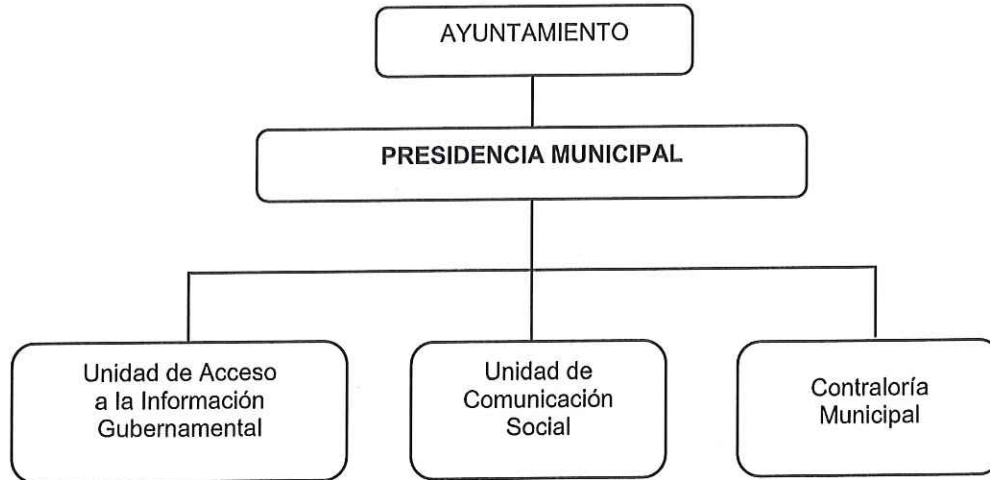 AYUNTAMIENTO
PRESIDENCIA MUNICIPAL
Unidad de Acceso
a la Información
Gubernamental
Unidad de
Comunicación
Social
Contraloría
Municipal